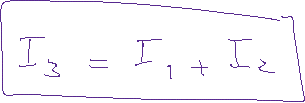 I₃ = I₁ + I₂